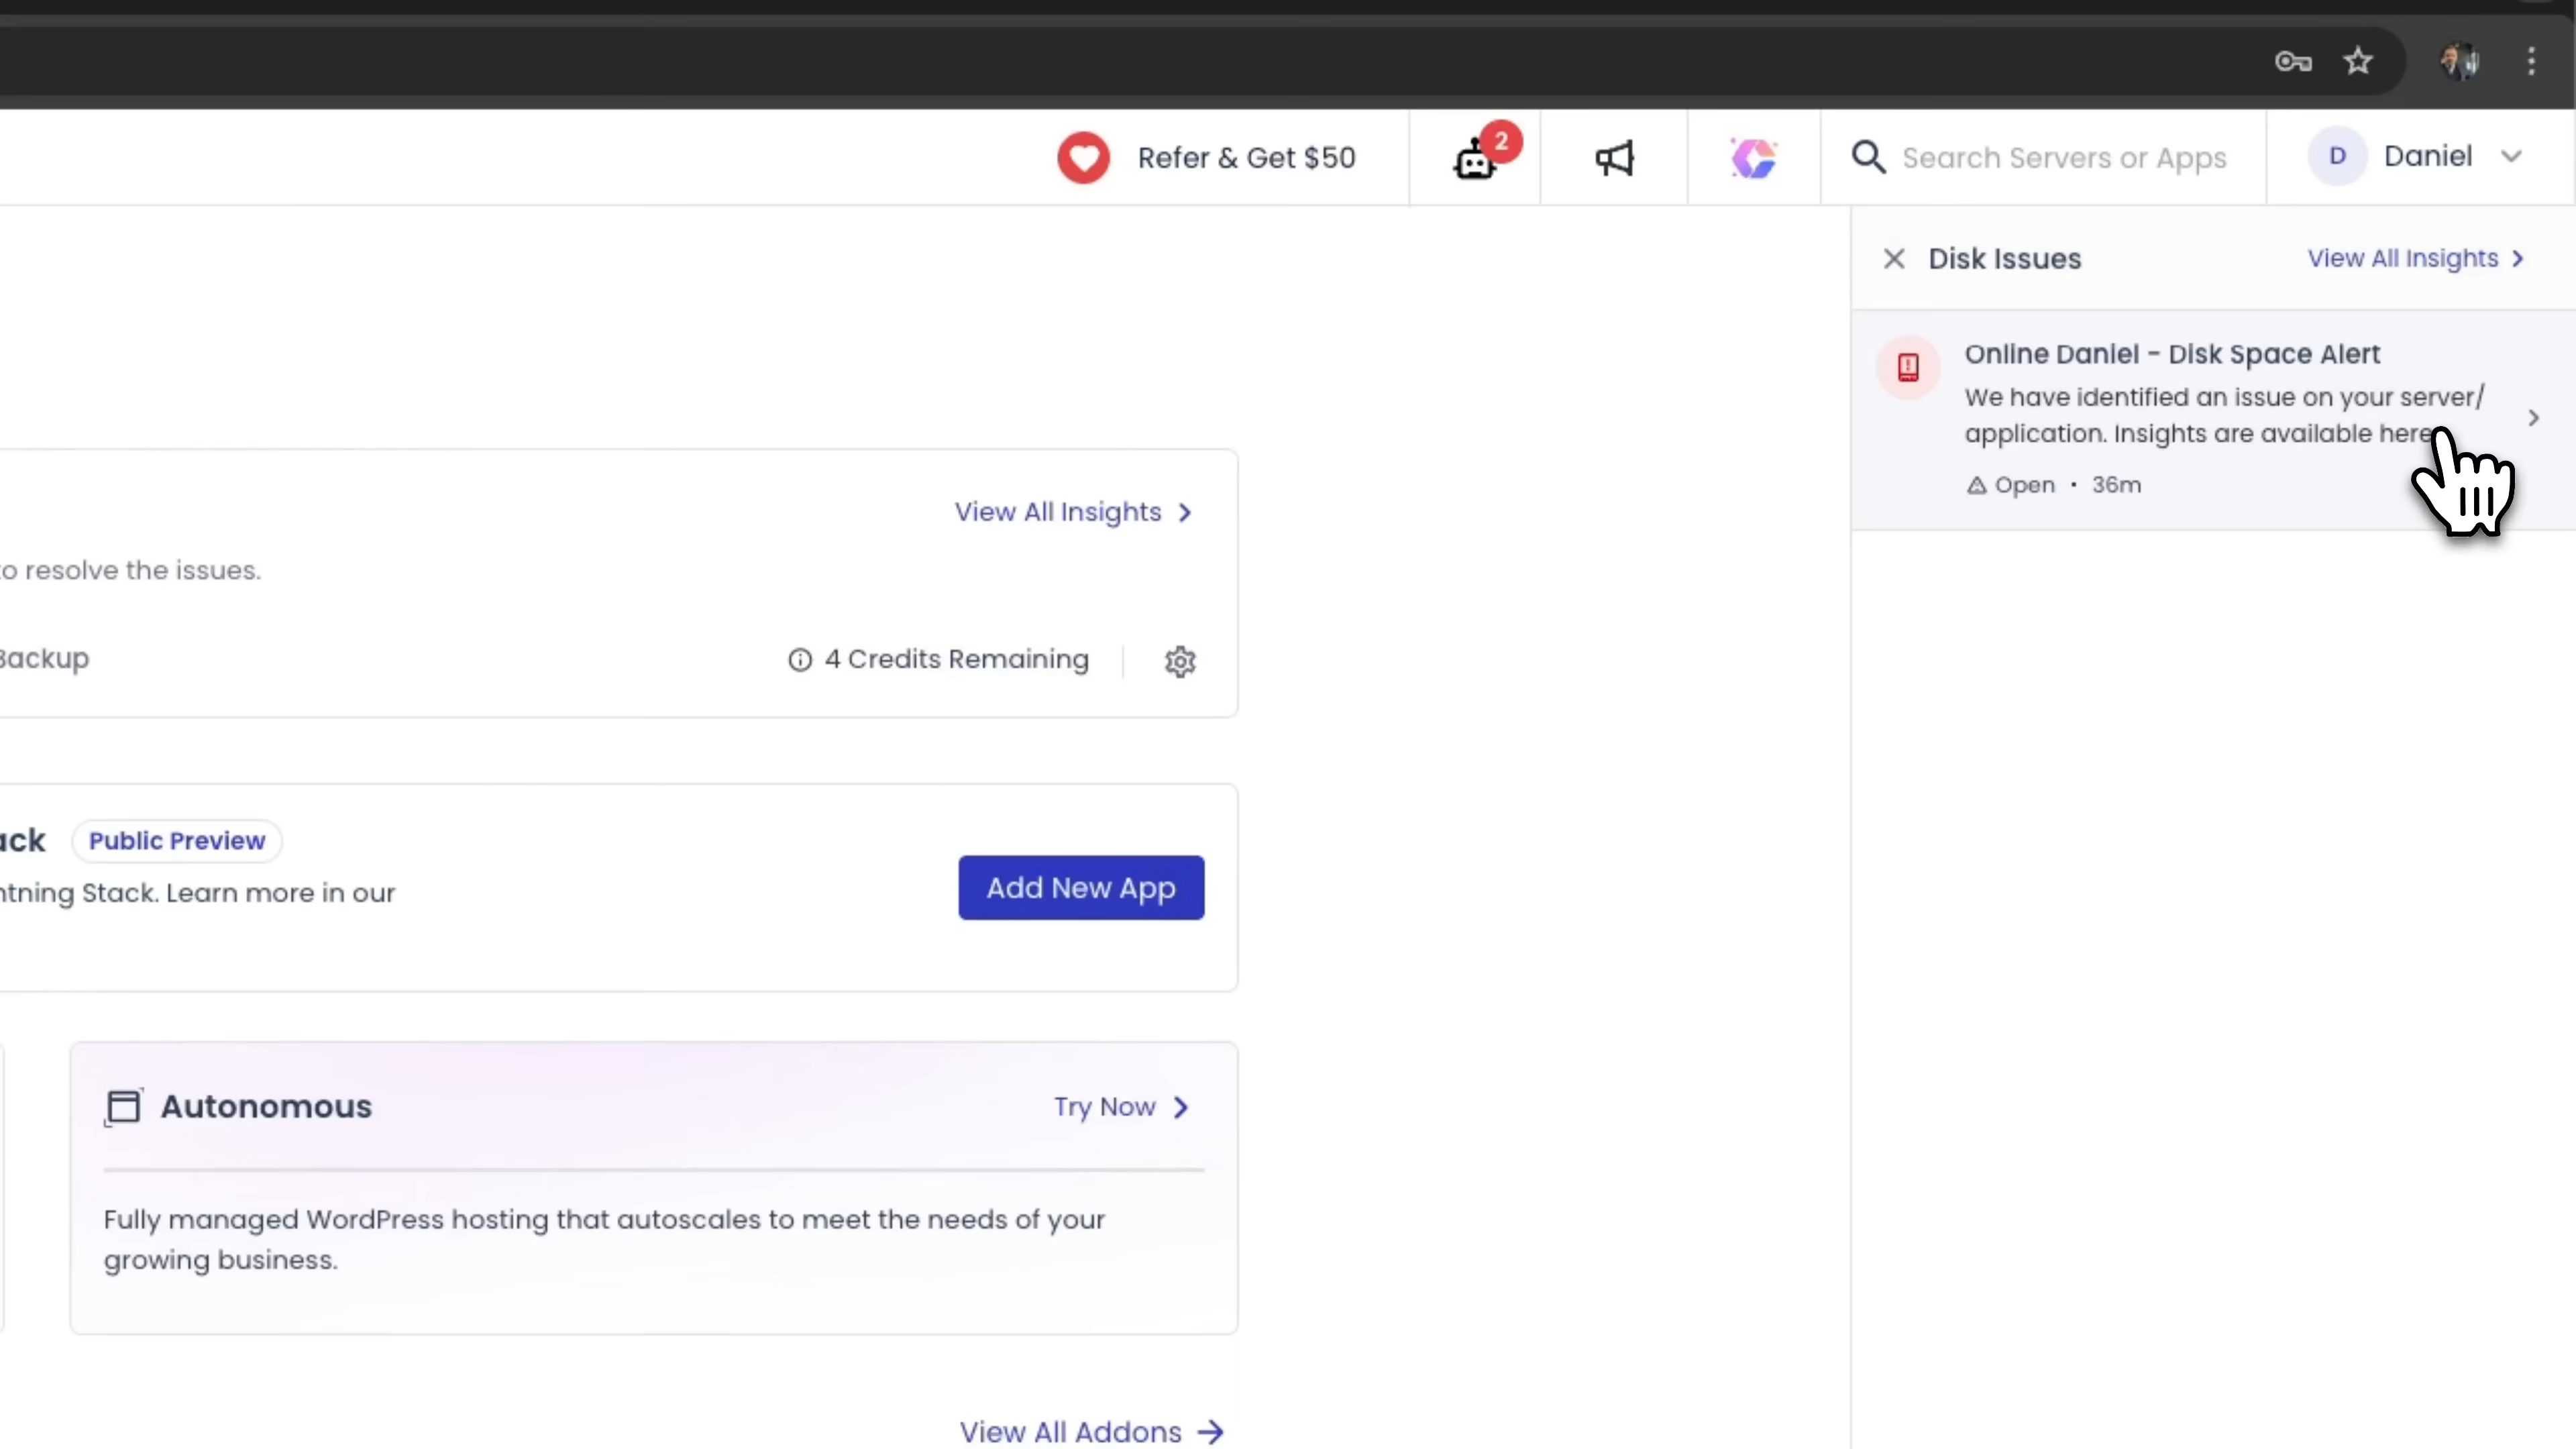 Refer & Get $50
2
Search Servers or Apps
D
Daniel
Disk Issues
View All Insights
Online Daniel - Disk Space Alert
We have identified an issue on your server/
application. Insights are available here
Open • 36m
View All Insights
to resolve the issues.
Backup
4 Credits Remaining
ack
Public Preview
ntning Stack. Learn more in our
Add New App
Autonomous
Try Now
Fully managed WordPress hosting that autoscales to meet the needs of your
growing business.
View All Addons